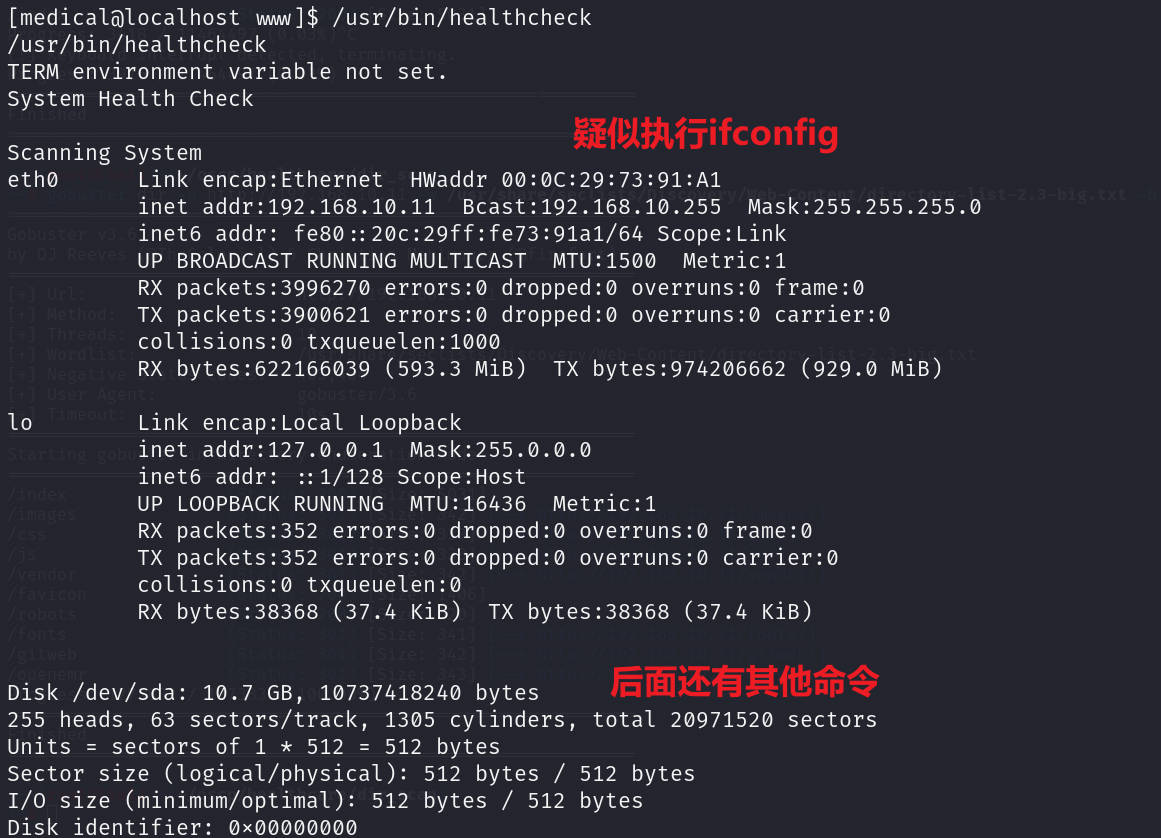 [medical@localhost www]$ /usr/bin/healthcheck
/usr/bin/healthcheck
TERM environment variable not set.
System Health Check
疑似执行ifconfig
Scanning System
eth0      Link encap:Ethernet  HWaddr 00:0C:29:73:91:A1
          inet addr:192.168.10.11  Bcast:192.168.10.255  Mask:255.255.255.0
          inet6 addr: fe80::20c:29ff:fe73:91a1/64 Scope:Link
          UP BROADCAST RUNNING MULTICAST  MTU:1500  Metric:1
          RX packets:3996270 errors:0 dropped:0 overruns:0 frame:0
          TX packets:3900621 errors:0 dropped:0 overruns:0 carrier:0
          collisions:0 txqueuelen:1000
          RX bytes:622166039 (593.3 MiB)  TX bytes:974206662 (929.0 MiB)
lo        Link encap:Local Loopback
          inet addr:127.0.0.1  Mask:255.0.0.0
          inet6 addr: ::1/128 Scope:Host
          UP LOOPBACK RUNNING  MTU:16436  Metric:1
          RX packets:352 errors:0 dropped:0 overruns:0 frame:0
          TX packets:352 errors:0 dropped:0 overruns:0 carrier:0
          collisions:0 txqueuelen:0
          RX bytes:38368 (37.4 KiB)  TX bytes:38368 (37.4 KiB)
后面还有其他命令
Disk /dev/sda: 10.7 GB, 10737418240 bytes
255 heads, 63 sectors/track, 1305 cylinders, total 20971520 sectors
Units = sectors of 1 * 512 = 512 bytes
Sector size (logical/physical): 512 bytes / 512 bytes
I/O size (minimum/optimal): 512 bytes / 512 bytes
Disk identifier: 0x00000000